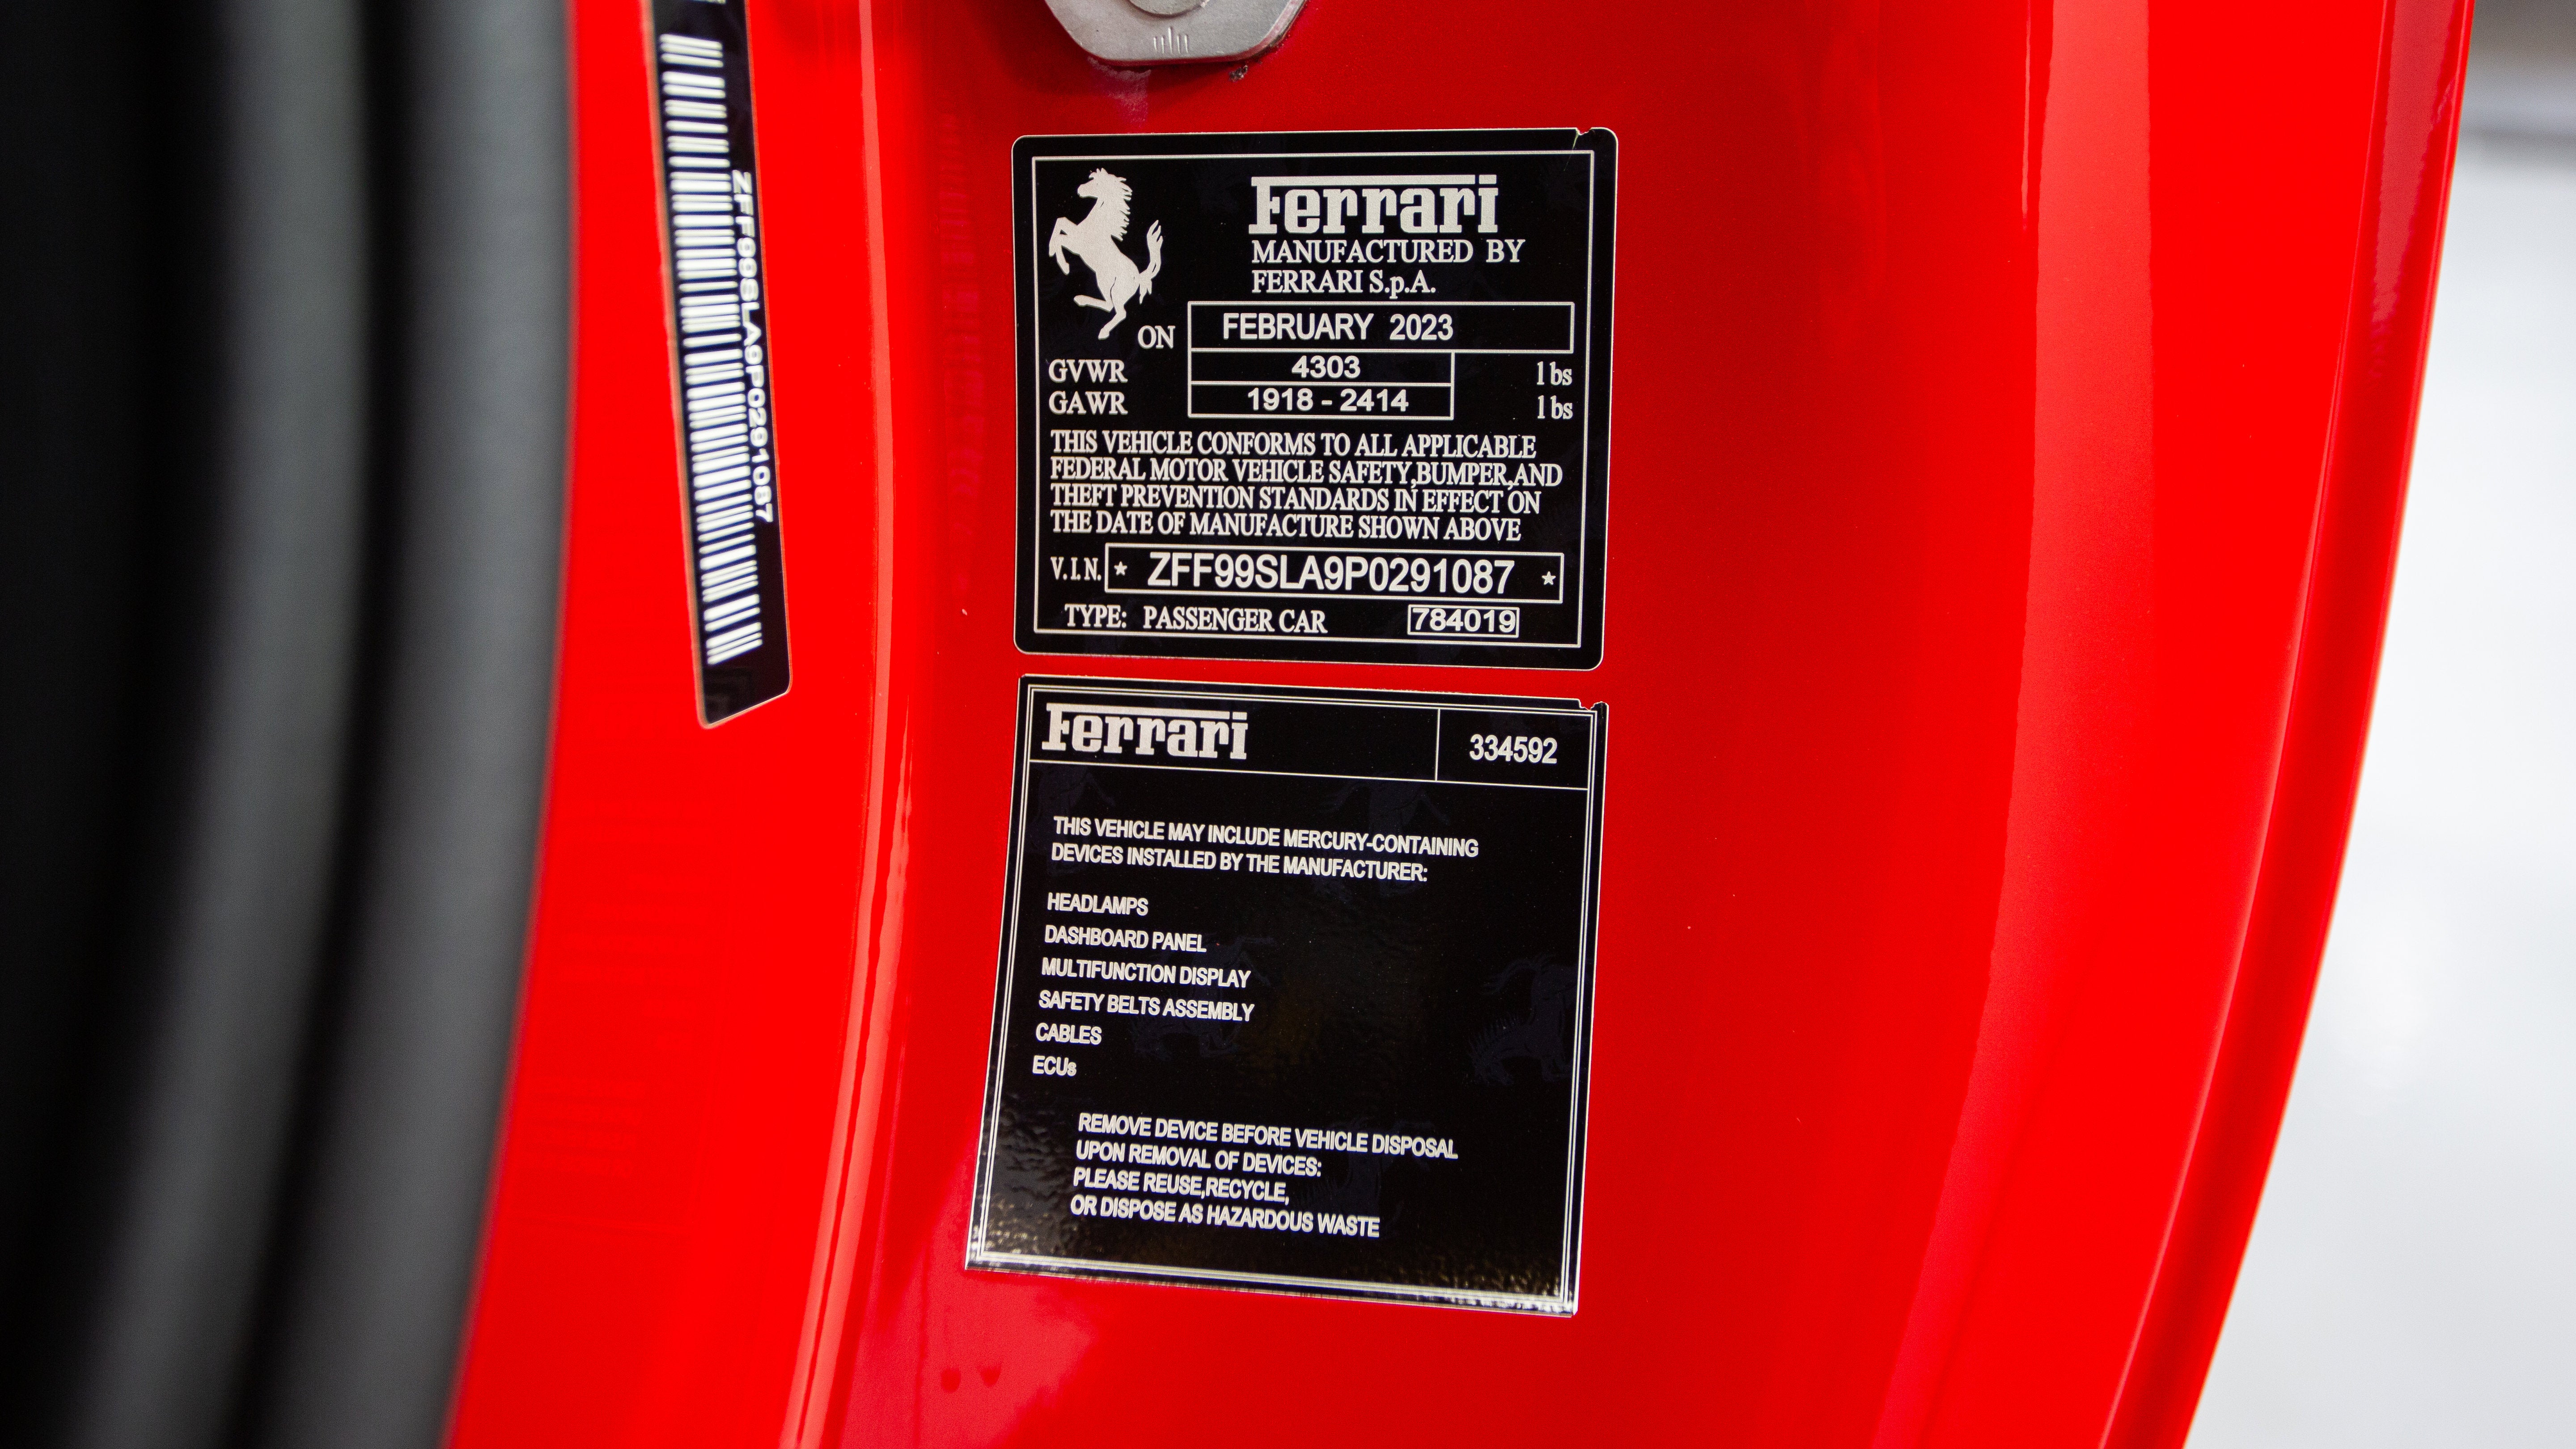 ZFF99SLA9P0291087
Ferrari
MANUFACTURED BY
FERRARI S.p.A.
ON FEBRUARY 2023
GVWR 4303 lbs
GAWR 1918 - 2414 lbs
THIS VEHICLE CONFORMS TO ALL APPLICABLE
FEDERAL MOTOR VEHICLE SAFETY,BUMPER,AND
THEFT PREVENTION STANDARDS IN EFFECT ON
THE DATE OF MANUFACTURE SHOWN ABOVE
V.I.N. ★ ZFF99SLA9P0291087 ★
TYPE: PASSENGER CAR 784019
Ferrari 334592
THIS VEHICLE MAY INCLUDE MERCURY-CONTAINING
DEVICES INSTALLED BY THE MANUFACTURER:
HEADLAMPS
DASHBOARD PANEL
MULTIFUNCTION DISPLAY
SAFETY BELTS ASSEMBLY
CABLES
ECUs
REMOVE DEVICE BEFORE VEHICLE DISPOSAL
UPON REMOVAL OF DEVICES:
PLEASE REUSE,RECYCLE,
OR DISPOSE AS HAZARDOUS WASTE